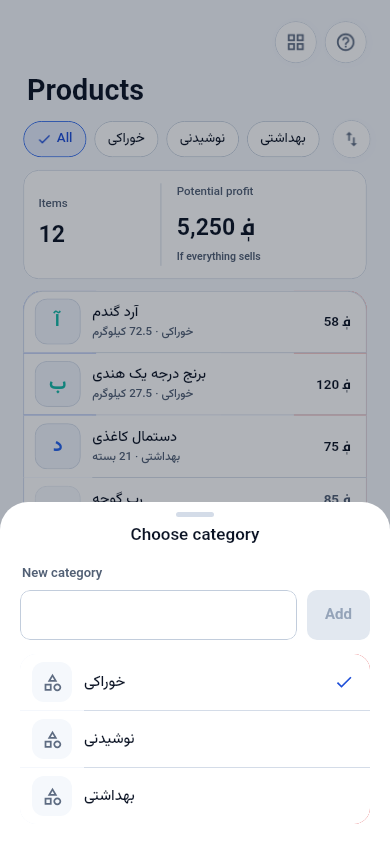 Products
All
خوراکی
نوشیدنی
بهداشتی
Items
12
Potential profit
5,250 ؋
If everything sells
آ
آرد گندم
خوراکی · 72.5 کیلوگرم
58 ؋
ب
برنج درجه یک هندی
خوراکی · 27.5 کیلوگرم
120 ؋
د
دستمال کاغذی
بهداشتی · 21 بسته
75 ؋
رب گوجه
85 ؋
Choose category
New category
Add
خوراکی
نوشیدنی
بهداشتی